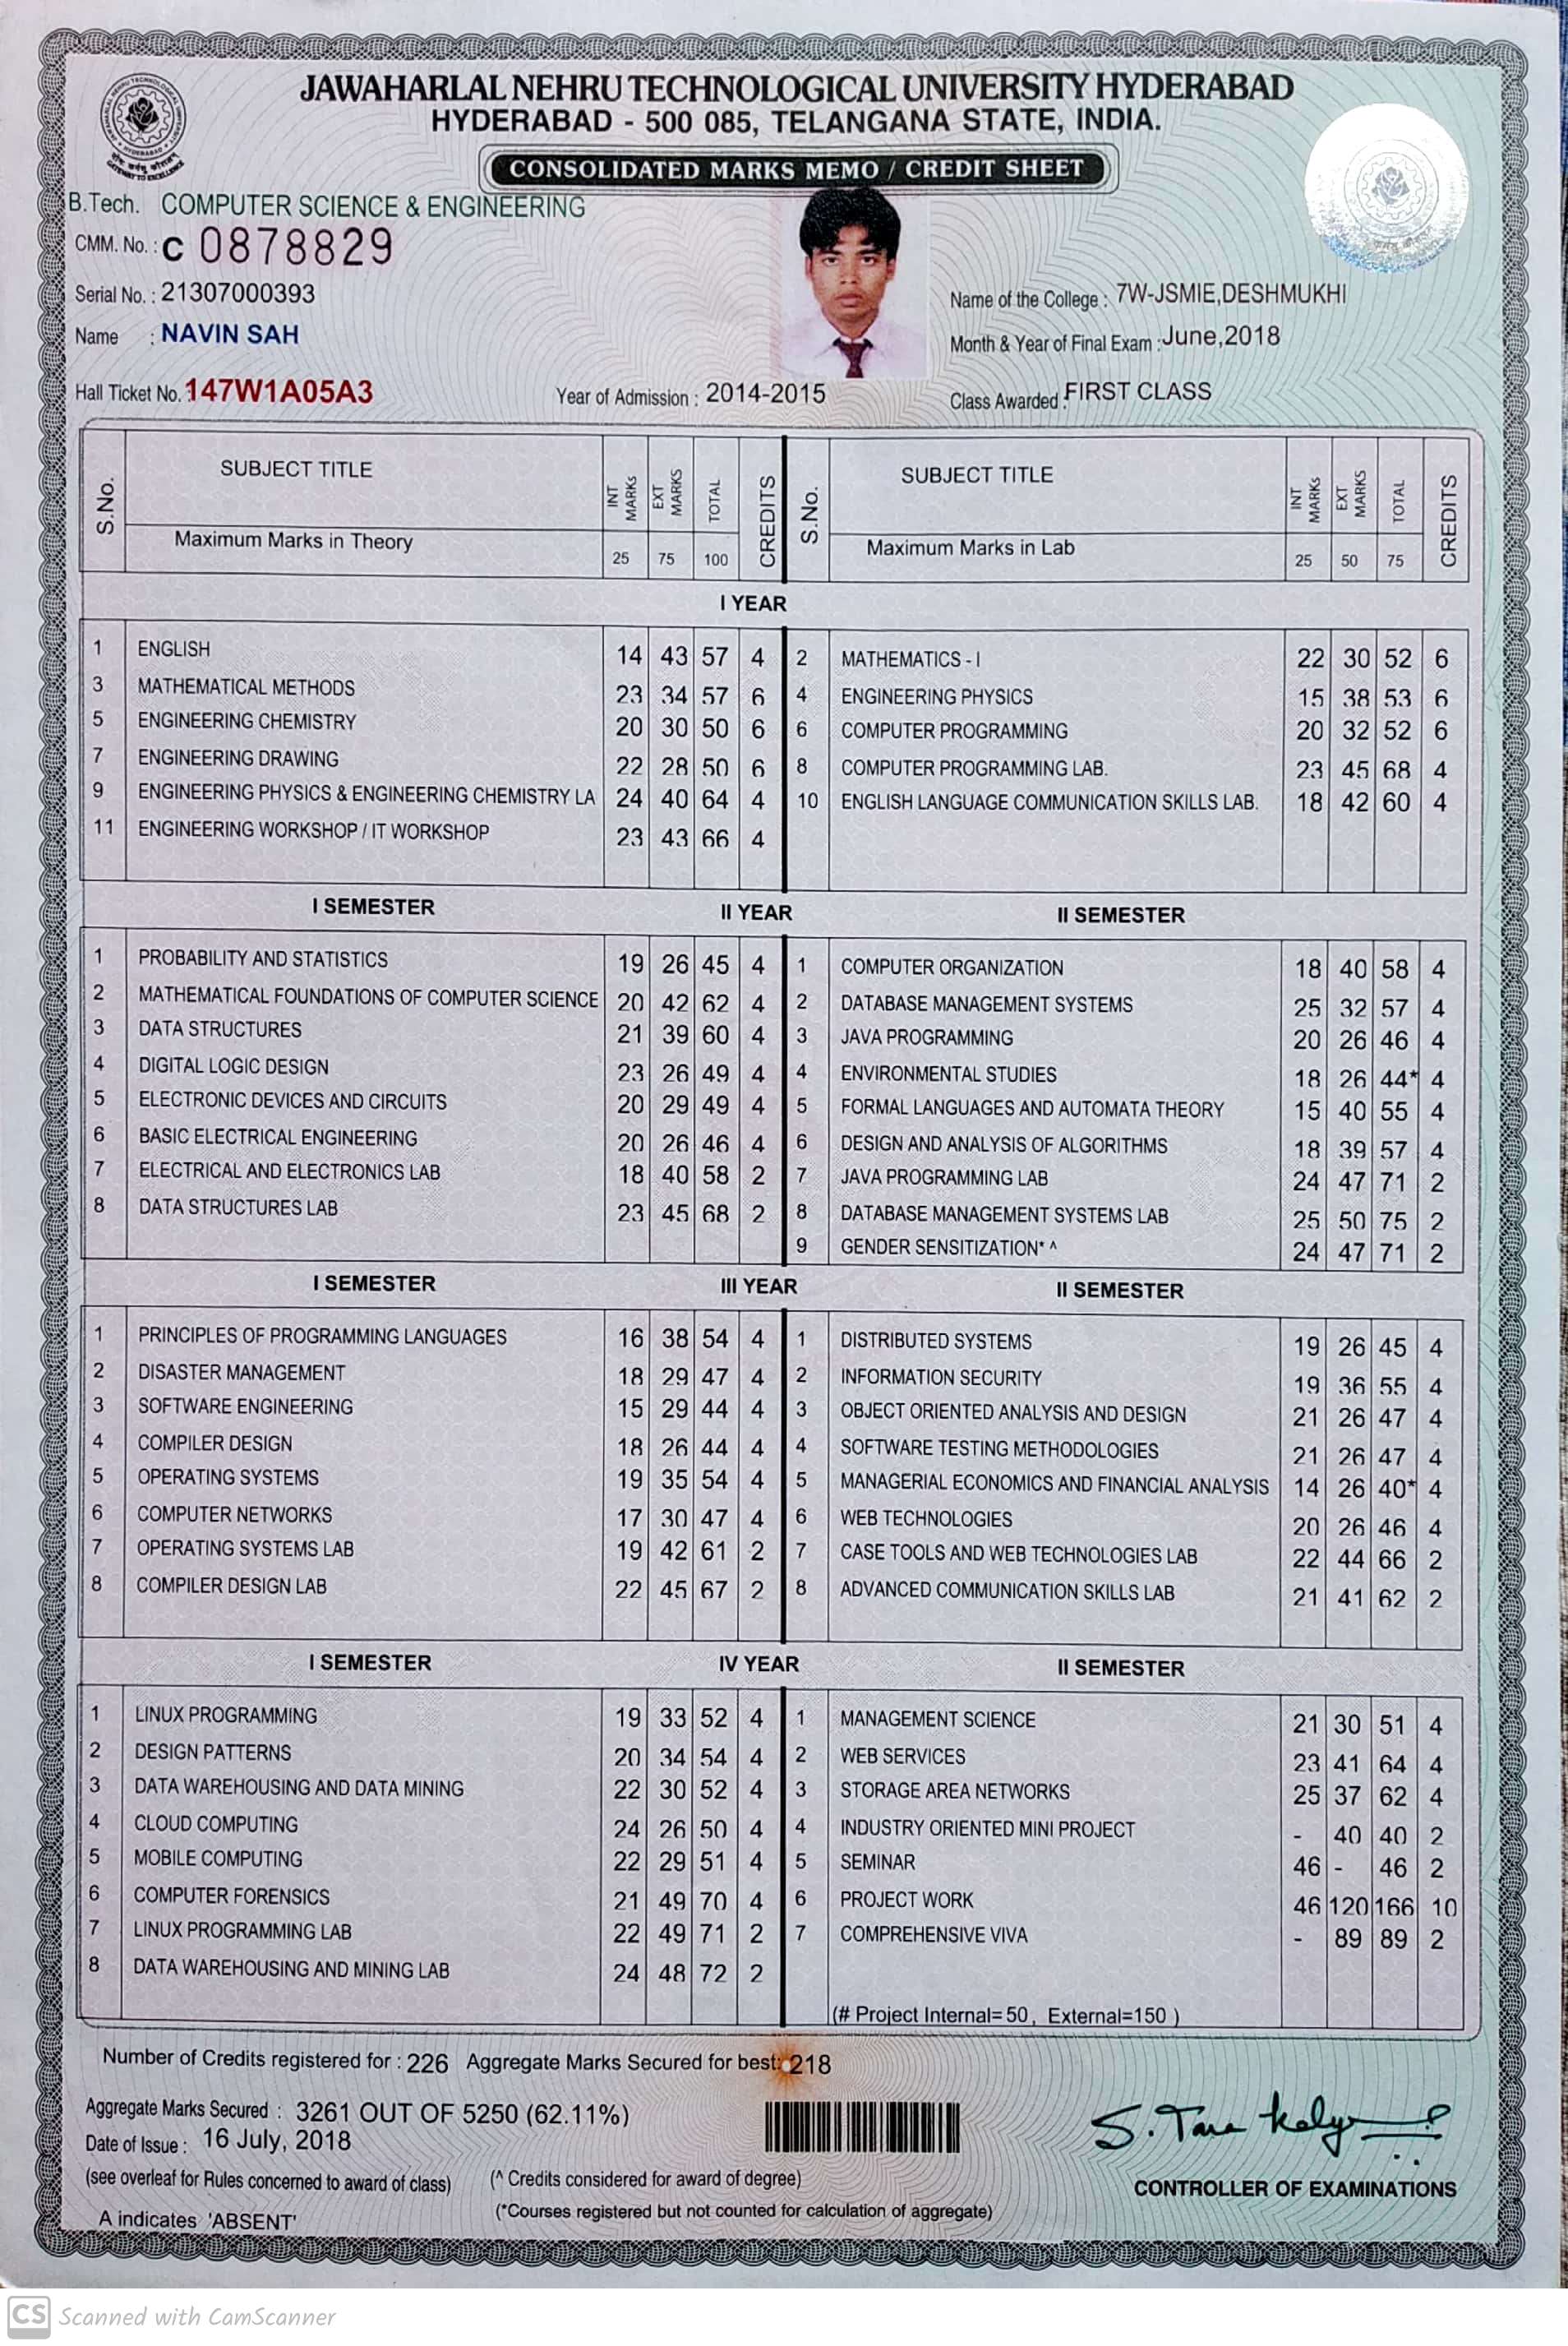 JAWAHARLAL NEHRU TECHNOLOGICAL UNIVERSITY HYDERABAD
HYDERABAD - 500 085, TELANGANA STATE, INDIA.
CONSOLIDATED MARKS MEMO / CREDIT SHEET
B.Tech. COMPUTER SCIENCE & ENGINEERING
CMM. No. : C 0878829
Serial No. : 21307000393
Name of the College : 7W-JSMIE,DESHMUKHI
Name : NAVIN SAH
Month & Year of Final Exam : June,2018
Hall Ticket No. : 147W1A05A3
Year of Admission : 2014-2015
Class Awarded : FIRST CLASS
S.No. SUBJECT TITLE INT MARKS EXT MARKS TOTAL CREDITS S.No. SUBJECT TITLE INT MARKS EXT MARKS TOTAL CREDITS
Maximum Marks in Theory 25 75 100 Maximum Marks in Lab 25 50 75
I YEAR
1 ENGLISH 14 43 57 4 2 MATHEMATICS - I 22 30 52 6
3 MATHEMATICAL METHODS 23 34 57 6 4 ENGINEERING PHYSICS 15 38 53 6
5 ENGINEERING CHEMISTRY 20 30 50 6 6 COMPUTER PROGRAMMING 20 32 52 6
7 ENGINEERING DRAWING 22 28 50 6 8 COMPUTER PROGRAMMING LAB. 23 45 68 4
9 ENGINEERING PHYSICS & ENGINEERING CHEMISTRY LA 24 40 64 4 10 ENGLISH LANGUAGE COMMUNICATION SKILLS LAB. 18 42 60 4
11 ENGINEERING WORKSHOP / IT WORKSHOP 23 43 66 4
I SEMESTER II YEAR II SEMESTER
1 PROBABILITY AND STATISTICS 19 26 45 4 1 COMPUTER ORGANIZATION 18 40 58 4
2 MATHEMATICAL FOUNDATIONS OF COMPUTER SCIENCE 20 42 62 4 2 DATABASE MANAGEMENT SYSTEMS 25 32 57 4
3 DATA STRUCTURES 21 39 60 4 3 JAVA PROGRAMMING 20 26 46 4
4 DIGITAL LOGIC DESIGN 23 26 49 4 4 ENVIRONMENTAL STUDIES 18 26 44* 4
5 ELECTRONIC DEVICES AND CIRCUITS 20 29 49 4 5 FORMAL LANGUAGES AND AUTOMATA THEORY 15 40 55 4
6 BASIC ELECTRICAL ENGINEERING 20 26 46 4 6 DESIGN AND ANALYSIS OF ALGORITHMS 18 39 57 4
7 ELECTRICAL AND ELECTRONICS LAB 18 40 58 2 7 JAVA PROGRAMMING LAB 24 47 71 2
8 DATA STRUCTURES LAB 23 45 68 2 8 DATABASE MANAGEMENT SYSTEMS LAB 25 50 75 2
9 GENDER SENSITIZATION* ^ 24 47 71 2
I SEMESTER III YEAR II SEMESTER
1 PRINCIPLES OF PROGRAMMING LANGUAGES 16 38 54 4 1 DISTRIBUTED SYSTEMS 19 26 45 4
2 DISASTER MANAGEMENT 18 29 47 4 2 INFORMATION SECURITY 19 36 55 4
3 SOFTWARE ENGINEERING 15 29 44 4 3 OBJECT ORIENTED ANALYSIS AND DESIGN 21 26 47 4
4 COMPILER DESIGN 18 26 44 4 4 SOFTWARE TESTING METHODOLOGIES 21 26 47 4
5 OPERATING SYSTEMS 19 35 54 4 5 MANAGERIAL ECONOMICS AND FINANCIAL ANALYSIS 14 26 40* 4
6 COMPUTER NETWORKS 17 30 47 4 6 WEB TECHNOLOGIES 20 26 46 4
7 OPERATING SYSTEMS LAB 19 42 61 2 7 CASE TOOLS AND WEB TECHNOLOGIES LAB 22 44 66 2
8 COMPILER DESIGN LAB 22 45 67 2 8 ADVANCED COMMUNICATION SKILLS LAB 21 41 62 2
I SEMESTER IV YEAR II SEMESTER
1 LINUX PROGRAMMING 19 33 52 4 1 MANAGEMENT SCIENCE 21 30 51 4
2 DESIGN PATTERNS 20 34 54 4 2 WEB SERVICES 23 41 64 4
3 DATA WAREHOUSING AND DATA MINING 22 30 52 4 3 STORAGE AREA NETWORKS 25 37 62 4
4 CLOUD COMPUTING 24 26 50 4 4 INDUSTRY ORIENTED MINI PROJECT - 40 40 2
5 MOBILE COMPUTING 22 29 51 4 5 SEMINAR 46 - 46 2
6 COMPUTER FORENSICS 21 49 70 4 6 PROJECT WORK 46 120 166 10
7 LINUX PROGRAMMING LAB 22 49 71 2 7 COMPREHENSIVE VIVA - 89 89 2
8 DATA WAREHOUSING AND MINING LAB 24 48 72 2
(# Project Internal= 50, External=150 )
Number of Credits registered for : 226 Aggregate Marks Secured for best: 218
Aggregate Marks Secured : 3261 OUT OF 5250 (62.11%)
Date of Issue : 16 July, 2018
(see overleaf for Rules concerned to award of class) (^ Credits considered for award of degree)
CONTROLLER OF EXAMINATIONS
A indicates 'ABSENT' (*Courses registered but not counted for calculation of aggregate)
CS Scanned with CamScanner